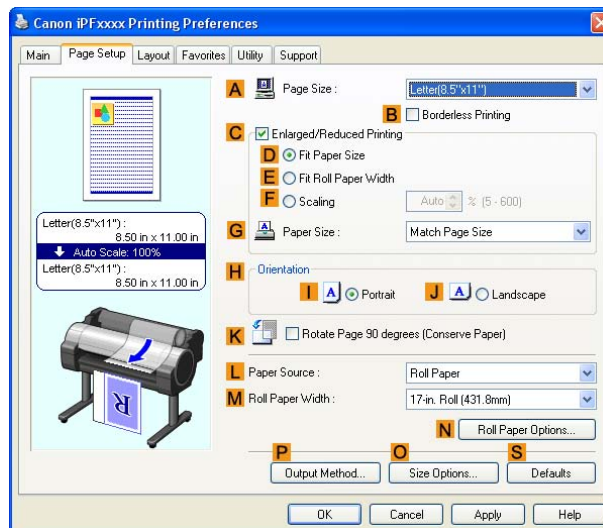 Canon iPFxxxx Printing Preferences
Main Page Setup Layout Favorites Utility Support
A Page Size : Letter(8.5"x11")
B Borderless Printing
C Enlarged/Reduced Printing
D Fit Paper Size
E Fit Roll Paper Width
F Scaling Auto % (5 - 600)
G Paper Size : Match Page Size
Letter(8.5"x11") :
8.50 in x 11.00 in
Auto Scale: 100%
Letter(8.5"x11") :
8.50 in x 11.00 in
H Orientation
I A Portrait J A Landscape
K Rotate Page 90 degrees (Conserve Paper)
L Paper Source : Roll Paper
M Roll Paper Width : 17-in. Roll (431.8mm)
N Roll Paper Options...
R
P O S
Output Method... Size Options... Defaults
OK Cancel Apply Help